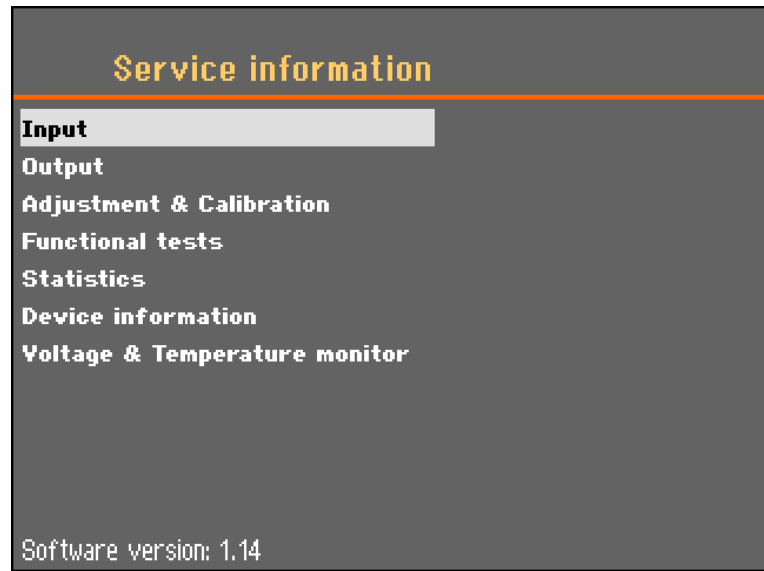 Service information
Input
Output
Adjustment & Calibration
Functional tests
Statistics
Device information
Voltage & Temperature monitor
Software version: 1.14